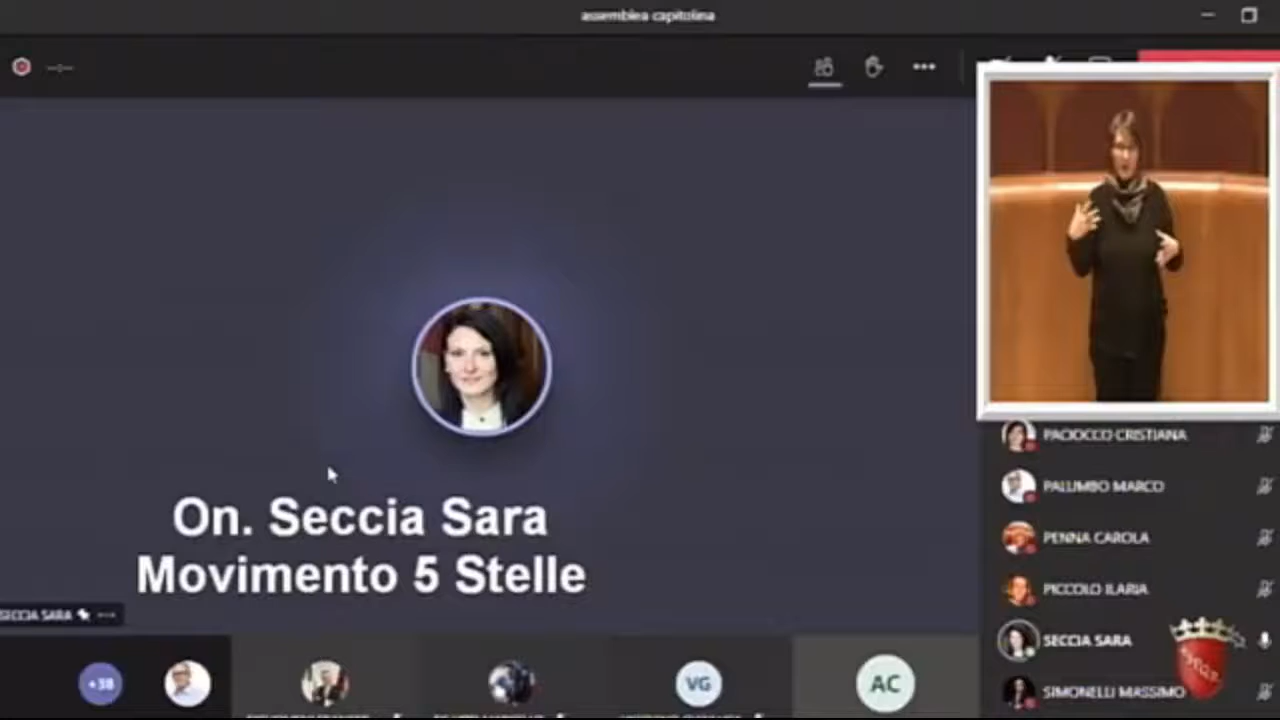 assemblea capitolina
On. Seccia Sara
Movimento 5 Stelle
SECCIA SARA
+38
VG
AC
PACIOCCO CRISTIANA
PALUMBO MARCO
PENNA CAROLA
PICCOLO ILARIA
SECCIA SARA
SIMONELLI MASSIMO